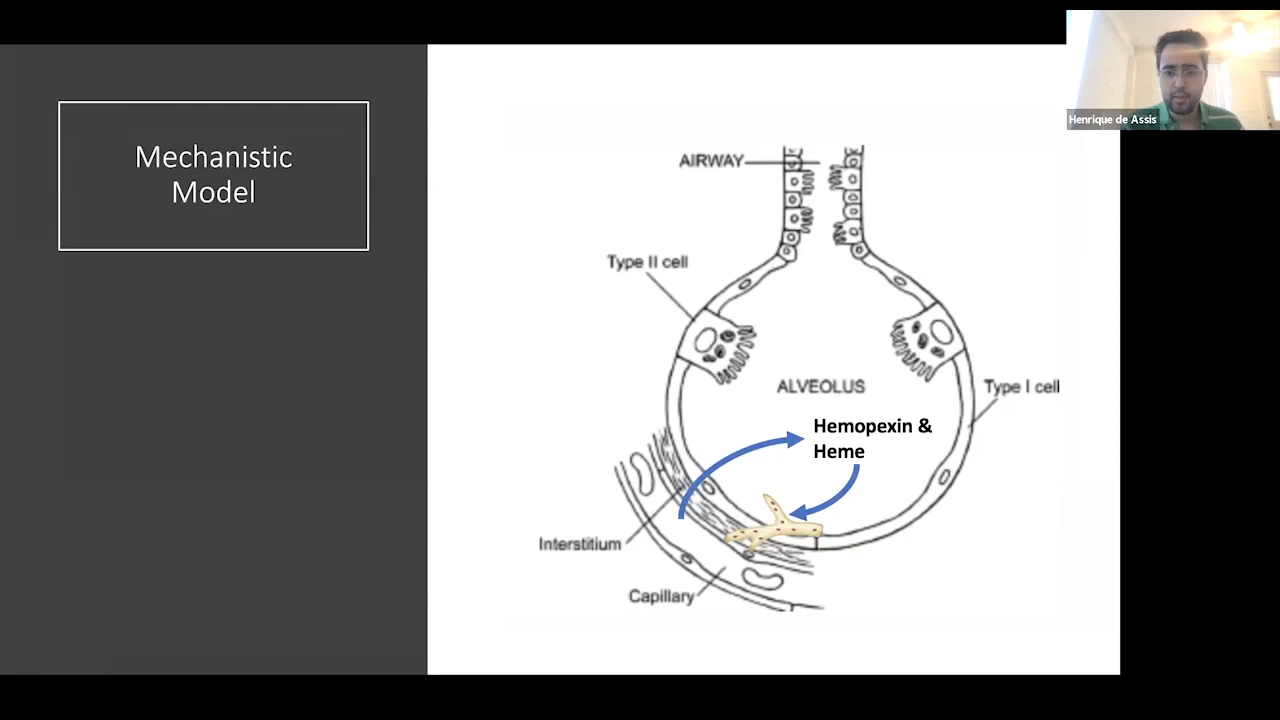 Mechanistic
Model
Henrique de Assis
AIRWAY
Type II cell
ALVEOLUS
Type I cell
Hemopexin &
Heme
Interstitium
Capillary